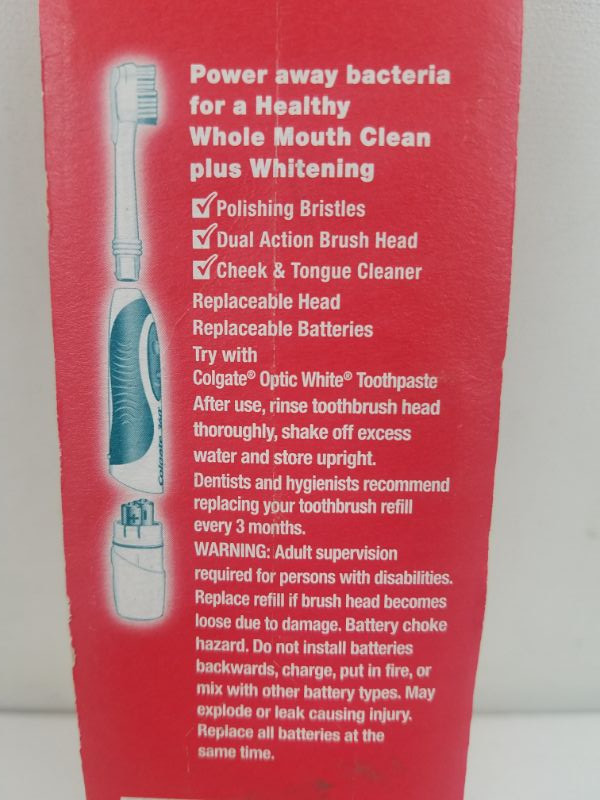 Power away bacteria
for a Healthy
Whole Mouth Clean
plus Whitening
Polishing Bristles
Dual Action Brush Head
Cheek & Tongue Cleaner
Replaceable Head
Replaceable Batteries
Try with
Colgate® Optic White® Toothpaste
After use, rinse toothbrush head
thoroughly, shake off excess
water and store upright.
Dentists and hygienists recommend
replacing your toothbrush refill
every 3 months.
WARNING: Adult supervision
required for persons with disabilities.
Replace refill if brush head becomes
loose due to damage. Battery choke
hazard. Do not install batteries
backwards, charge, put in fire, or
mix with other battery types. May
explode or leak causing injury.
Replace all batteries at the
same time.
Colgate 360°